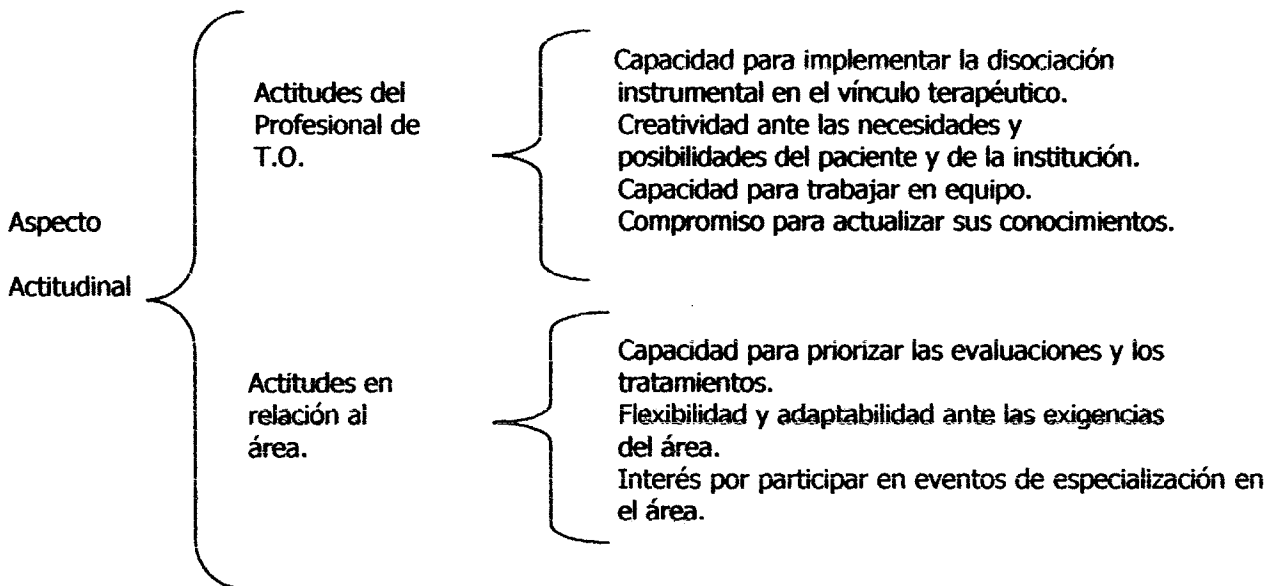 Aspecto
Actitudinal
Actitudes del
Profesional de
T.O.
Capacidad para implementar la disociación
instrumental en el vínculo terapéutico.
Creatividad ante las necesidades y
posibilidades del paciente y de la institución.
Capacidad para trabajar en equipo.
Compromiso para actualizar sus conocimientos.
Actitudes en
relación al
área.
Capacidad para priorizar las evaluaciones y los
tratamientos.
Flexibilidad y adaptabilidad ante las exigencias
del área.
Interés por participar en eventos de especialización en
el área.